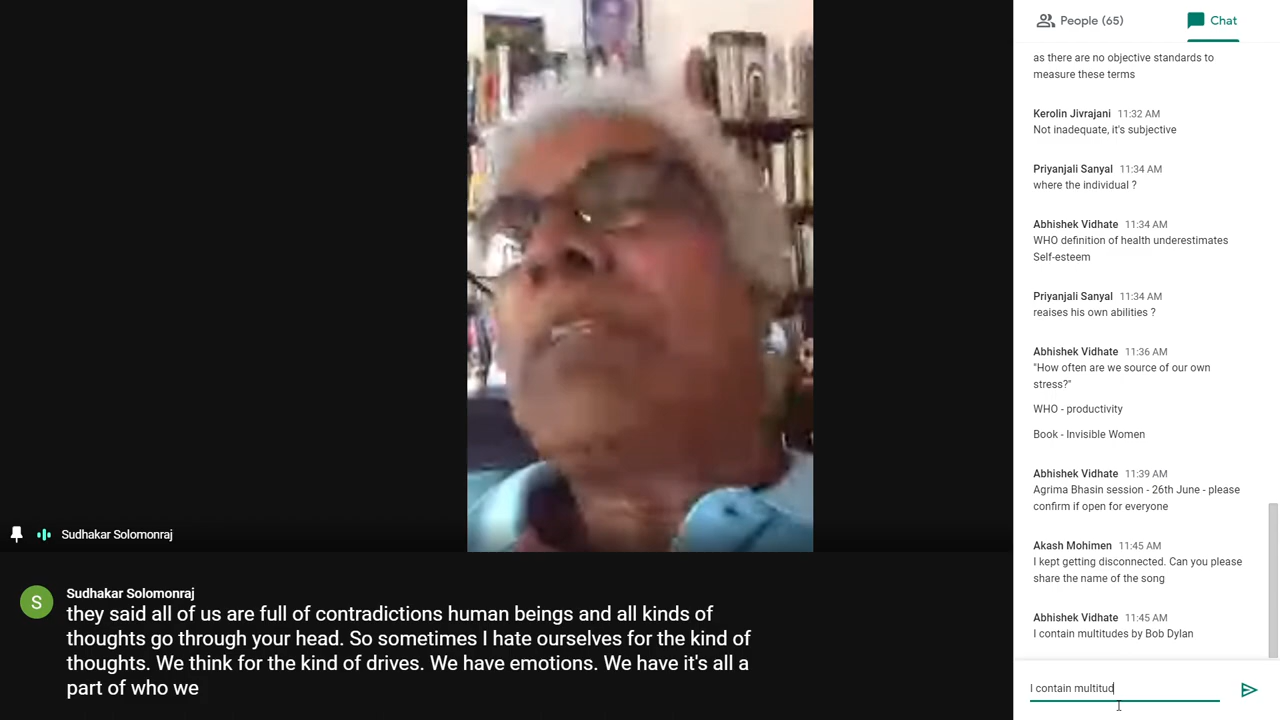 People (65)
Chat
as there are no objective standards to
measure these terms
Kerolin Jivrajani 11:32 AM
Not inadequate, it's subjective
Priyanjali Sanyal 11:34 AM
where the individual ?
Abhishek Vidhate 11:34 AM
WHO definition of health underestimates
Self-esteem
Priyanjali Sanyal 11:34 AM
reaises his own abilities ?
Abhishek Vidhate 11:36 AM
"How often are we source of our own
stress?"
WHO - productivity
Book - Invisible Women
Abhishek Vidhate 11:39 AM
Agrima Bhasin session - 26th June - please
confirm if open for everyone
Akash Mohimen 11:45 AM
I kept getting disconnected. Can you please
share the name of the song
Abhishek Vidhate 11:45 AM
I contain multitudes by Bob Dylan
I contain multitud
Sudhakar Solomonraj
S
Sudhakar Solomonraj
they said all of us are full of contradictions human beings and all kinds of
thoughts go through your head. So sometimes I hate ourselves for the kind of
thoughts. We think for the kind of drives. We have emotions. We have it's all a
part of who we